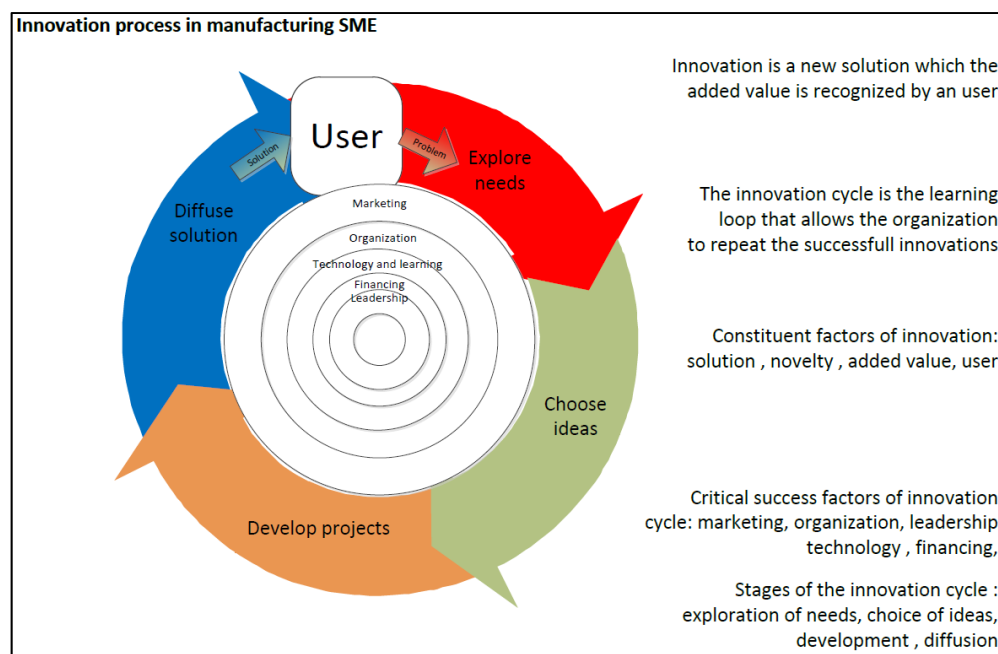 Innovation process in manufacturing SME
User
Solution
Problem
Explore
needs
Diffuse
solution
Marketing
Organization
Technology and learning
Financing
Leadership
Choose
ideas
Develop projects
Innovation is a new solution which the
added value is recognized by an user
The innovation cycle is the learning
loop that allows the organization
to repeat the successfull innovations
Constituent factors of innovation:
solution , novelty , added value, user
Critical success factors of innovation
cycle: marketing, organization, leadership
technology , financing,
Stages of the innovation cycle :
exploration of needs, choice of ideas,
development , diffusion